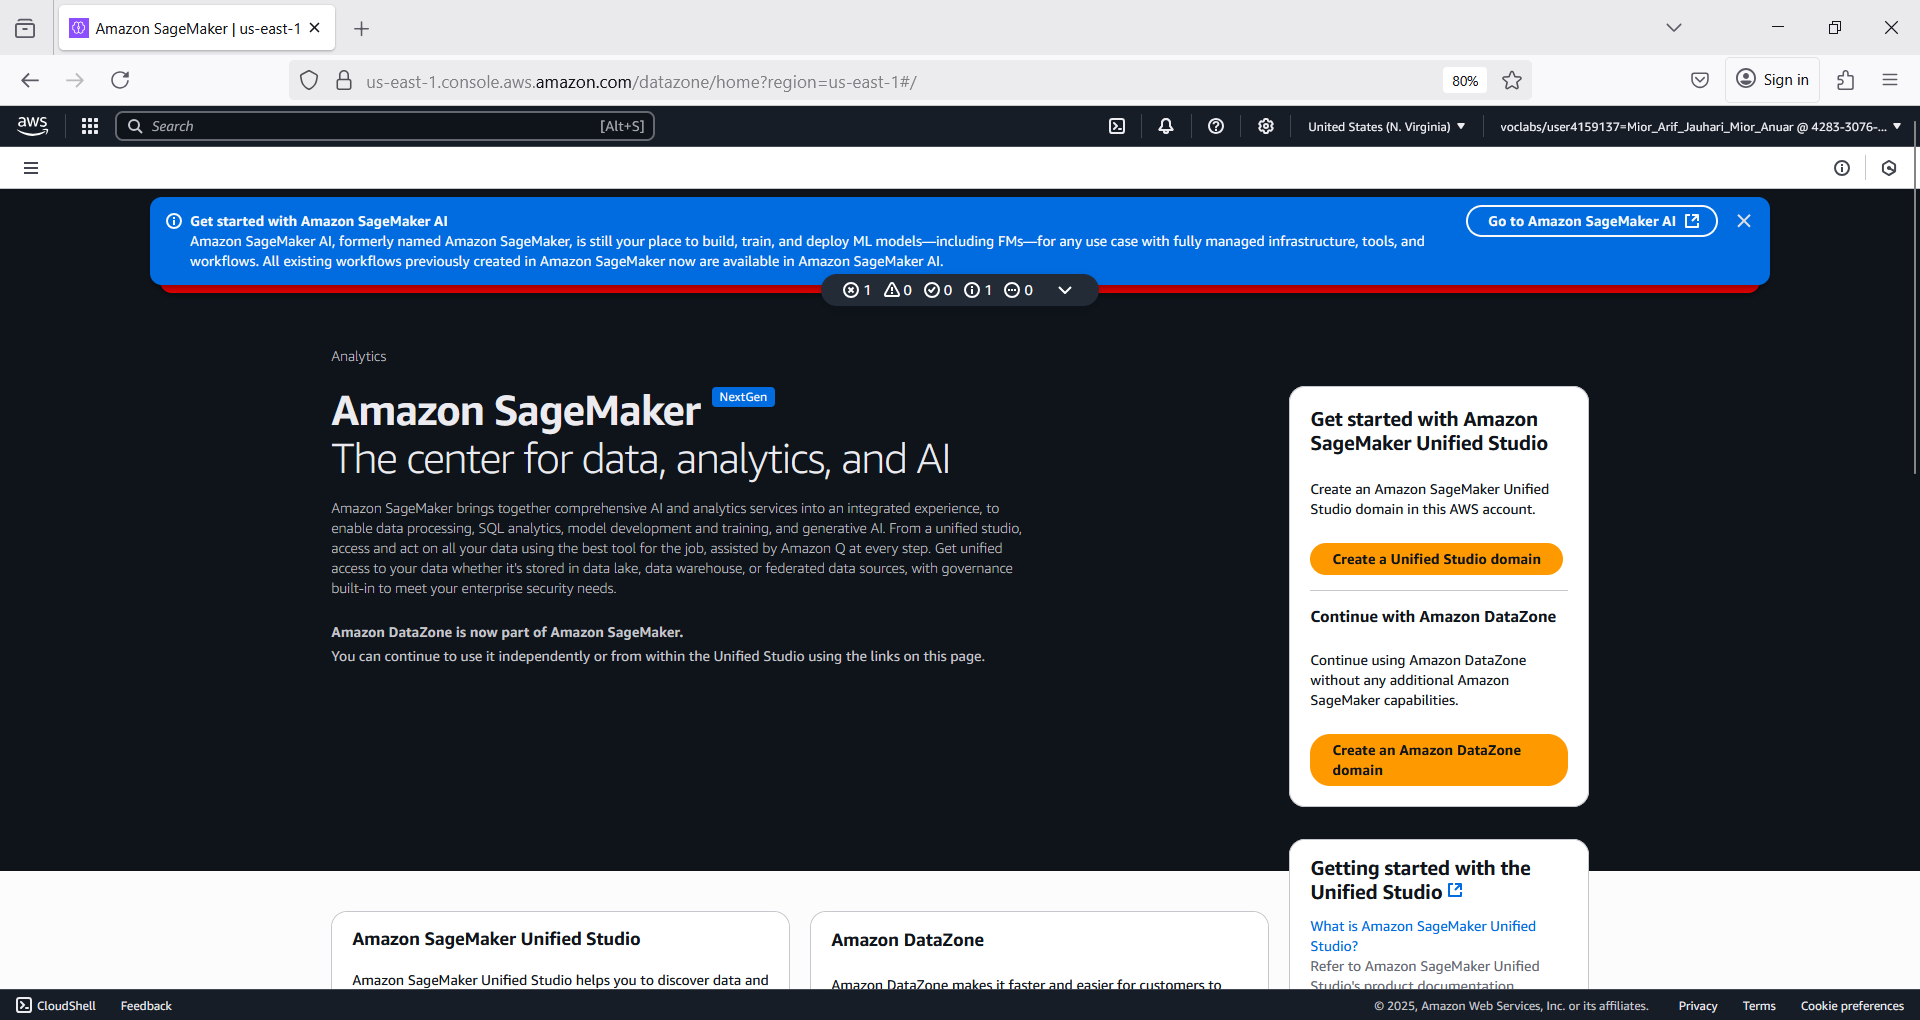 Amazon SageMaker | us-east-1
us-east-1.console.aws.amazon.com/datazone/home?region=us-east-1#/
80%
Sign in
aws
Search
[Alt+S]
United States (N. Virginia)
voclabs/user4159137=Mior_Arif_Jauhari_Mior_Anuar @ 4283-3076-...
Get started with Amazon SageMaker AI
Amazon SageMaker AI, formerly named Amazon SageMaker, is still your place to build, train, and deploy ML models—including FMs—for any use case with fully managed infrastructure, tools, and
workflows. All existing workflows previously created in Amazon SageMaker now are available in Amazon SageMaker AI.
Go to Amazon SageMaker AI
1 0 0 1 0
Analytics
Amazon SageMaker NextGen
The center for data, analytics, and AI
Amazon SageMaker brings together comprehensive AI and analytics services into an integrated experience, to
enable data processing, SQL analytics, model development and training, and generative AI. From a unified studio,
access and act on all your data using the best tool for the job, assisted by Amazon Q at every step. Get unified
access to your data whether it's stored in data lake, data warehouse, or federated data sources, with governance
built-in to meet your enterprise security needs.
Amazon DataZone is now part of Amazon SageMaker.
You can continue to use it independently or from within the Unified Studio using the links on this page.
Get started with Amazon
SageMaker Unified Studio
Create an Amazon SageMaker Unified
Studio domain in this AWS account.
Create a Unified Studio domain
Continue with Amazon DataZone
Continue using Amazon DataZone
without any additional Amazon
SageMaker capabilities.
Create an Amazon DataZone
domain
Getting started with the
Unified Studio
What is Amazon SageMaker Unified
Studio?
Refer to Amazon SageMaker Unified
Studio's product documentation
Amazon SageMaker Unified Studio
Amazon SageMaker Unified Studio helps you to discover data and
Amazon DataZone
Amazon DataZone makes it faster and easier for customers to
CloudShell
Feedback
© 2025, Amazon Web Services, Inc. or its affiliates.
Privacy
Terms
Cookie preferences